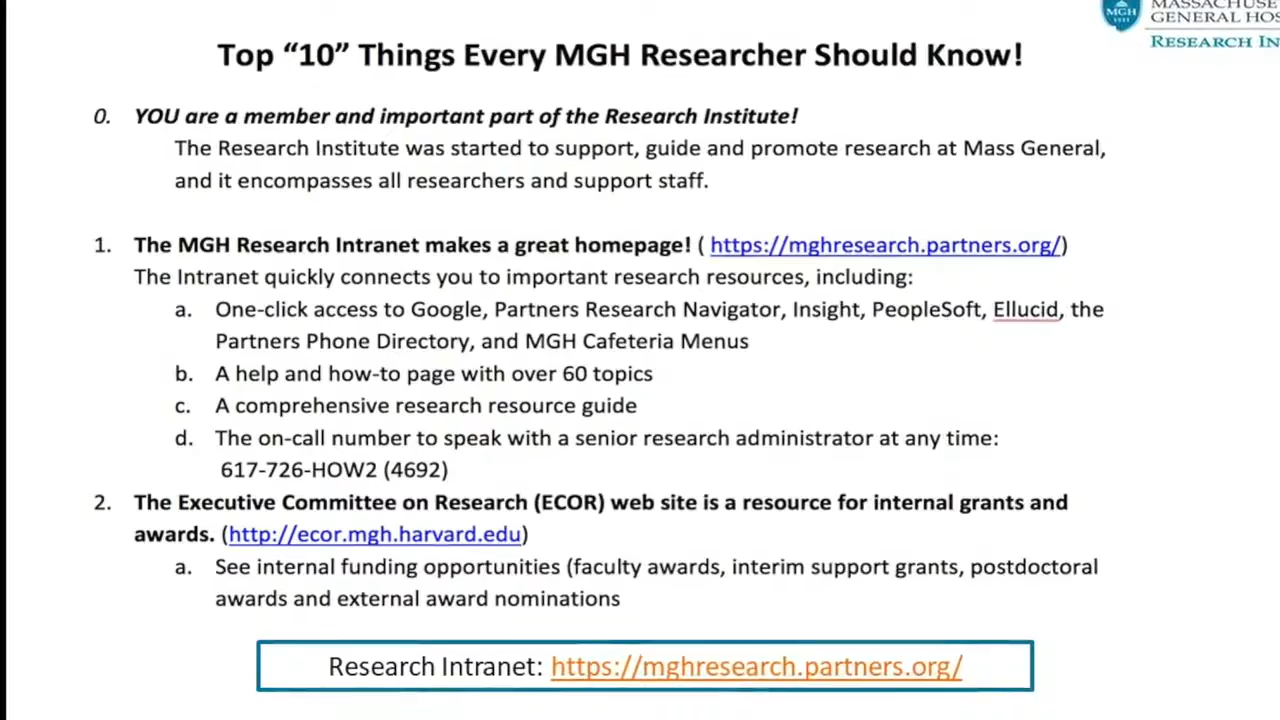 MGH
1811
MASSACHUSE
GENERAL HOS
RESEARCH IN
Top “10” Things Every MGH Researcher Should Know!
0. YOU are a member and important part of the Research Institute!
The Research Institute was started to support, guide and promote research at Mass General,
and it encompasses all researchers and support staff.
1. The MGH Research Intranet makes a great homepage! ( https://mghresearch.partners.org/)
The Intranet quickly connects you to important research resources, including:
a. One-click access to Google, Partners Research Navigator, Insight, PeopleSoft, Ellucid, the
Partners Phone Directory, and MGH Cafeteria Menus
b. A help and how-to page with over 60 topics
c. A comprehensive research resource guide
d. The on-call number to speak with a senior research administrator at any time:
617-726-HOW2 (4692)
2. The Executive Committee on Research (ECOR) web site is a resource for internal grants and
awards. (http://ecor.mgh.harvard.edu)
a. See internal funding opportunities (faculty awards, interim support grants, postdoctoral
awards and external award nominations
Research Intranet: https://mghresearch.partners.org/